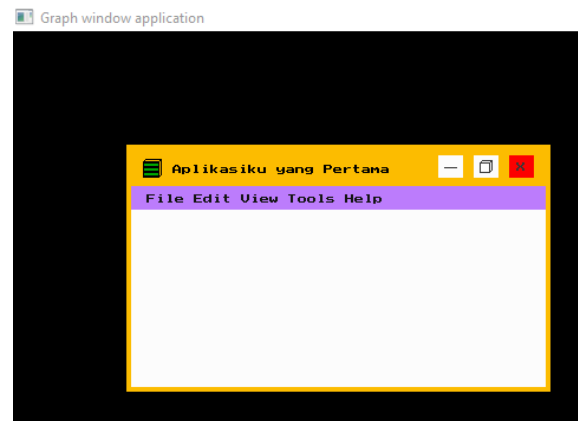 Graph window application
Aplikasiku yang Pertama
File Edit View Tools Help